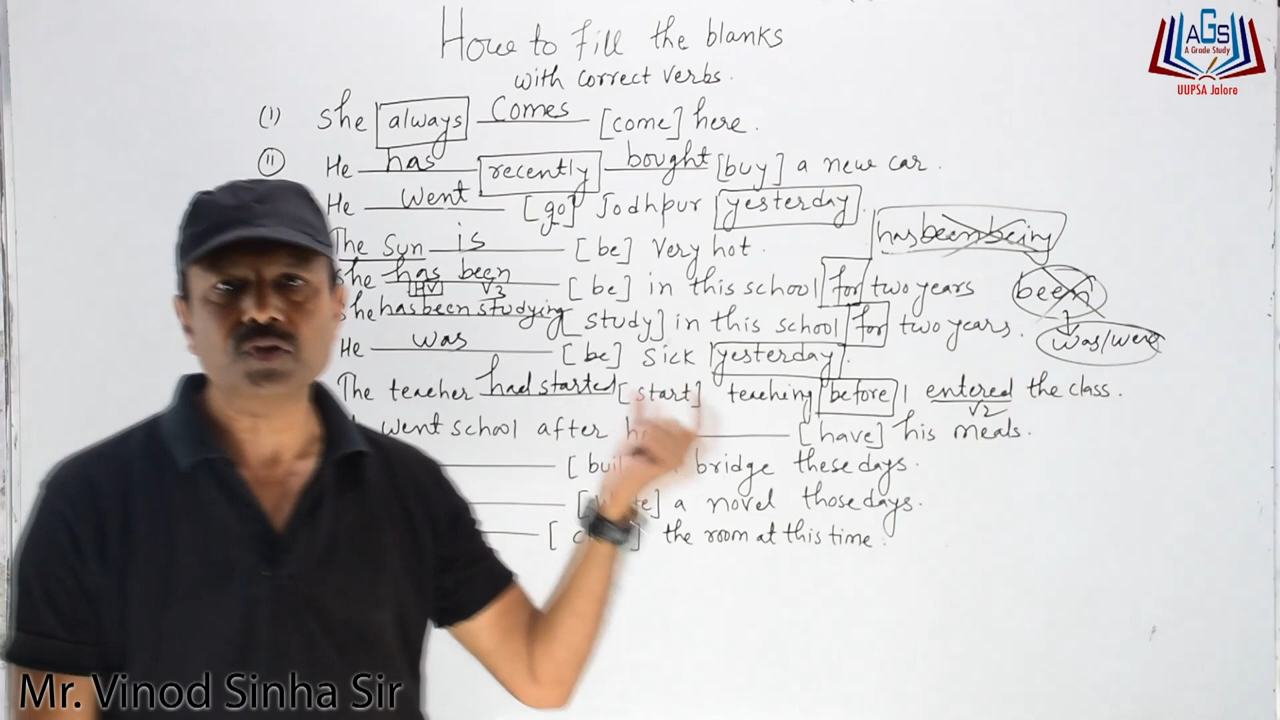 How to fill the blanks
with correct verbs.
(I) She always comes [come] here.
(II) He has recently bought [buy] a new car.
He went [go] Jodhpur yesterday.
The Sun is [be] very hot.
has been being
She has been [be] in this school for two years
been
HV V3
She has been studying [study] in this school for two years.
was/were
He was [be] sick yesterday.
The teacher had started [start] teaching before I entered the class.
V2
went school after [have] his meals.
bridge these days.
a novel those days.
the room at this time.
AGS
A Grade Study
UUPSA Jalore
Mr. Vinod Sinha Sir